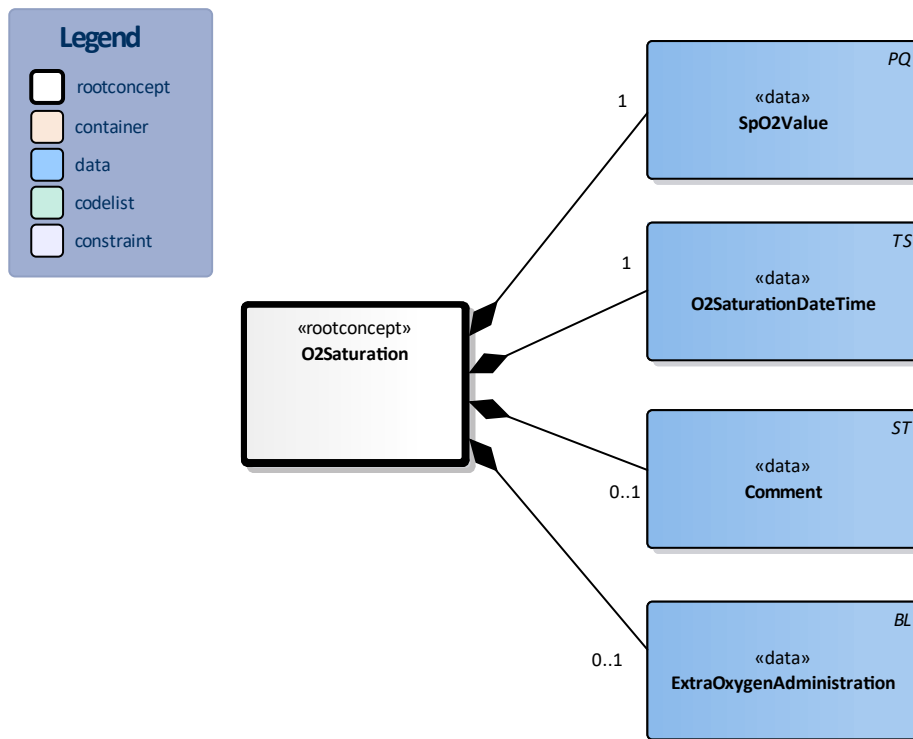 Legend
rootconcept
container
data
codelist
constraint
PQ
«data»
SpO2Value
1
TS
«data»
O2SaturationDateTime
1
«rootconcept»
O2Saturation
ST
«data»
Comment
0..1
BL
«data»
ExtraOxygenAdministration
0..1